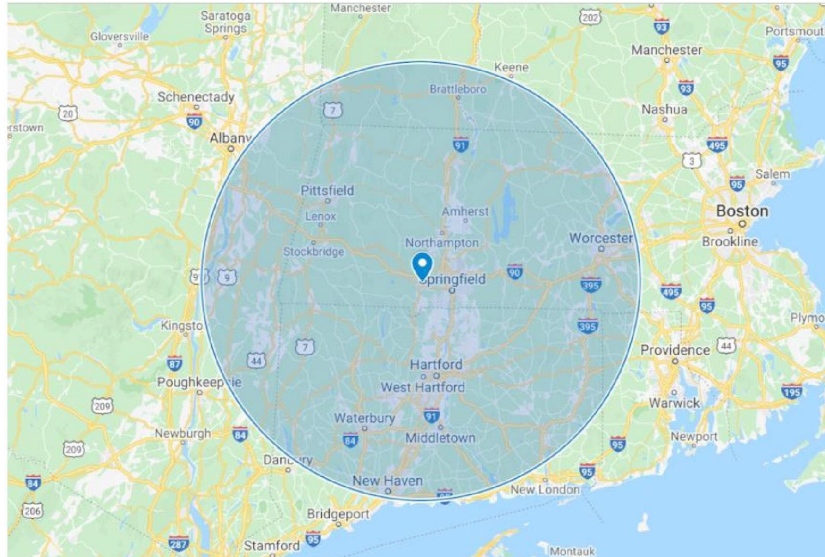 Manchester
Saratoga
Springs
Gloversville
202
93
Portsmout
Keene
Manchester
95
Brattleboro
Schenectady
7
93
20
Nashua
90
erstown
Albany
91
495
3
Salem
Pittsfield
95
Lenox
Amherst
Boston
Northampton
Worcester
Stockbridge
Brookline
90
9
9
Springfield
395
495
95
Kingsto
395
Plymo
44
7
Providence
44
87
Hartford
Poughkeepsie
West Hartford
Warwick
195
209
91
Waterbury
Newburgh
84
84
Middletown
Newport
209
95
Danbury
84
95
New Haven
New London
206
Bridgeport
287
95
Stamford
Montauk